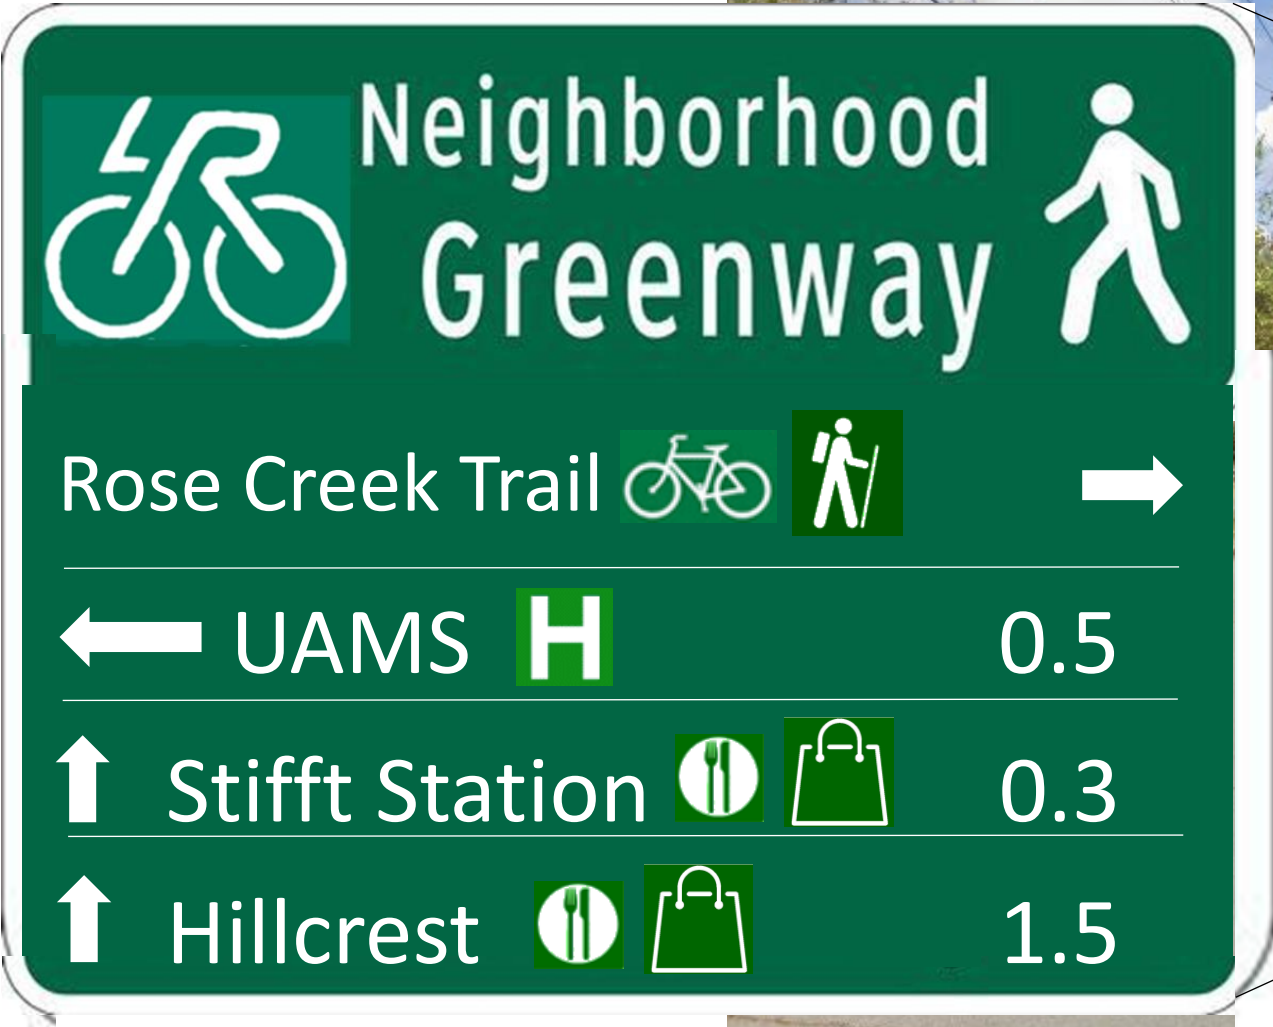 Neighborhood
Greenway
Rose Creek Trail
UAMS H 0.5
Stifft Station 0.3
Hillcrest 1.5